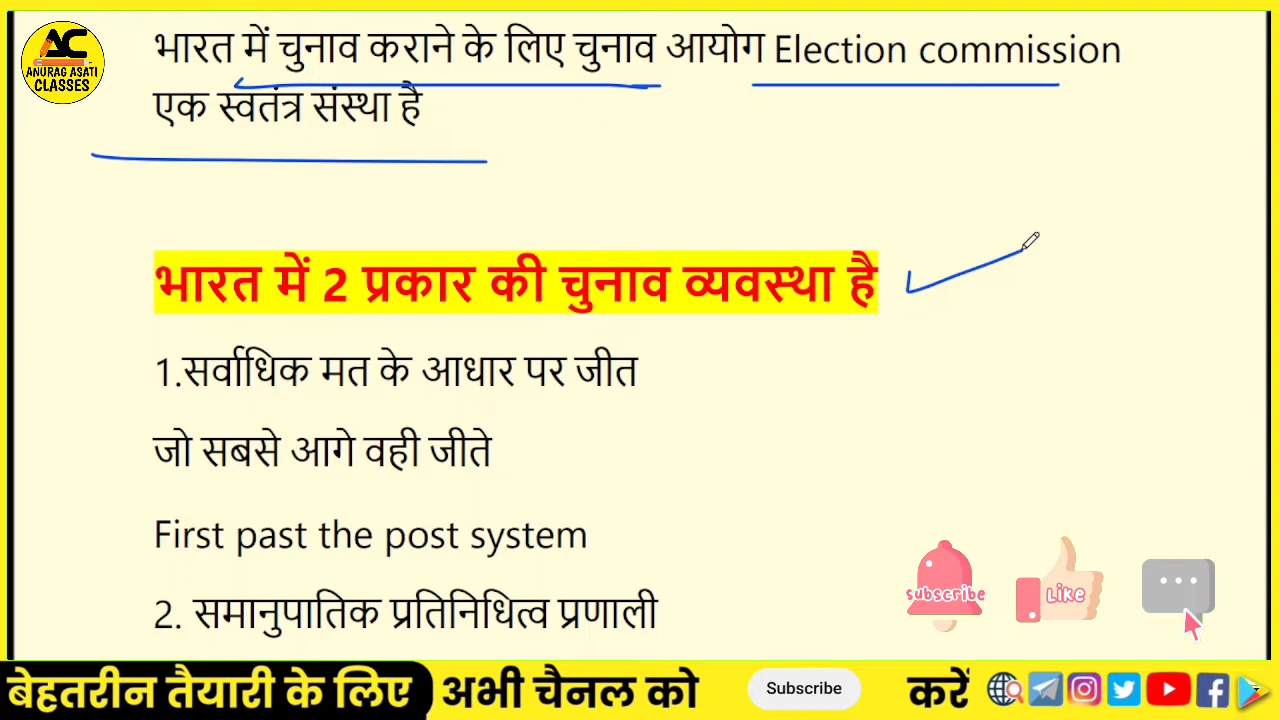 AC
ANURAG ASATI
CLASSES
भारत में चुनाव कराने के लिए चुनाव आयोग Election commission
एक स्वतंत्र संस्था है
भारत में 2 प्रकार की चुनाव व्यवस्था है
1.सर्वाधिक मत के आधार पर जीत
जो सबसे आगे वही जीते
First past the post system
2. समानुपातिक प्रतिनिधित्व प्रणाली
subscribe
Like
बेहतरीन तैयारी के लिए अभी चैनल को Subscribe करें